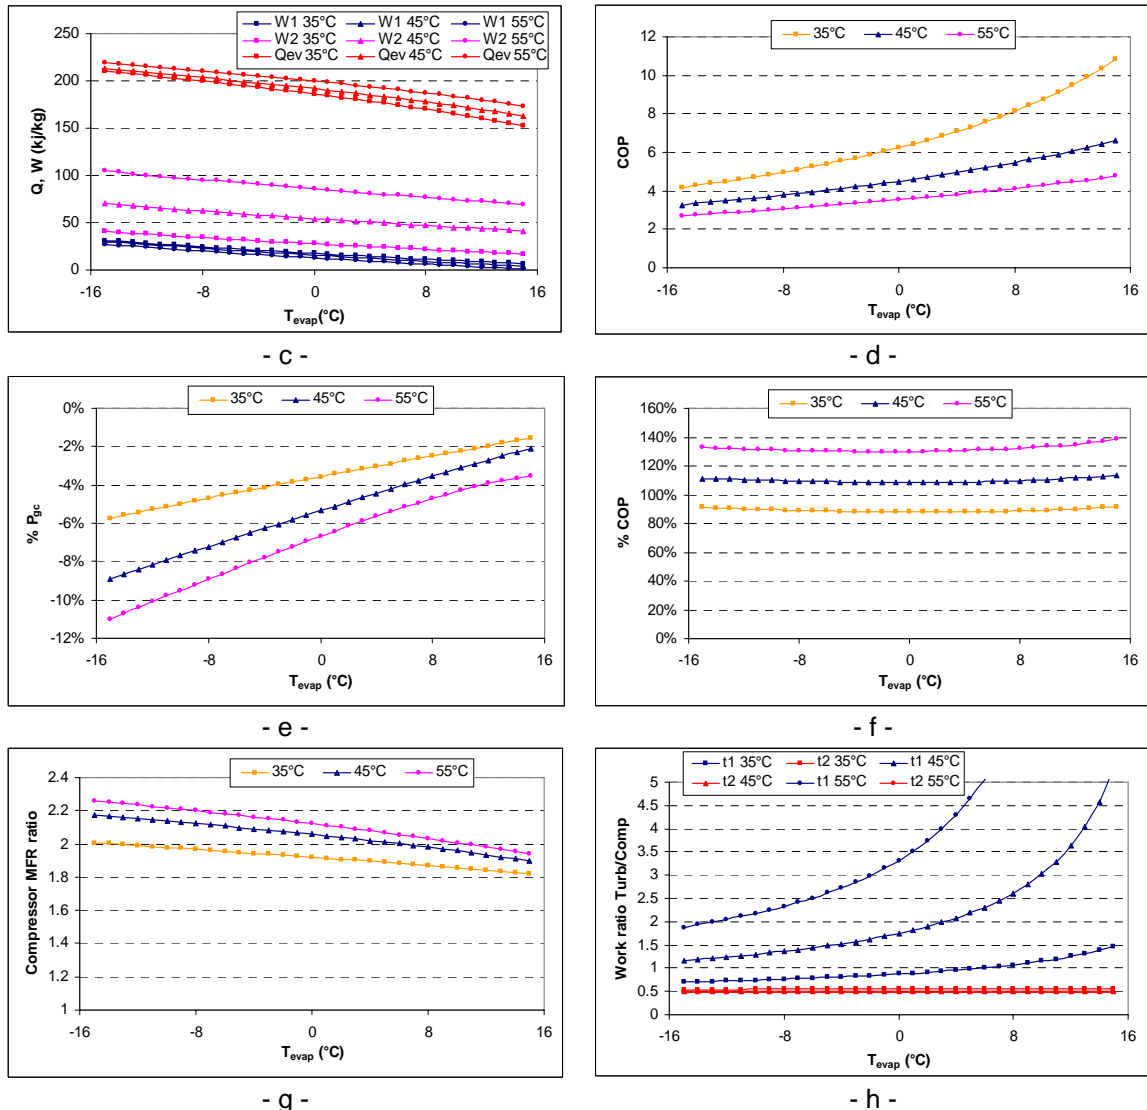 W1 35°C W1 45°C W1 55°C
W2 35°C W2 45°C W2 55°C
Qev 35°C Qev 45°C Qev 55°C
250
200
150
100
50
0
Q, W (kj/kg)
-16 -8 0 8 16
Tevap(°C)
- c -
35°C 45°C 55°C
12
10
8
6
4
2
0
COP
-16 -8 0 8 16
Tevap (°C)
- d -
35°C 45°C 55°C
0%
-2%
-4%
-6%
-8%
-10%
-12%
% Pgc
-16 -8 0 8 16
Tevap (°C)
- e -
35°C 45°C 55°C
160%
140%
120%
100%
80%
60%
40%
20%
0%
% COP
-16 -8 0 8 16
Tevap (°C)
- f -
35°C 45°C 55°C
2.4
2.2
2
1.8
1.6
1.4
1.2
1
Compressor MFR ratio
-16 -8 0 8 16
Tevap (°C)
- g -
t1 35°C t2 35°C t1 45°C
t2 45°C t1 55°C t2 55°C
5
4.5
4
3.5
3
2.5
2
1.5
1
0.5
0
Work ratio Turb/Comp
-16 -8 0 8 16
Tevap (°C)
- h -